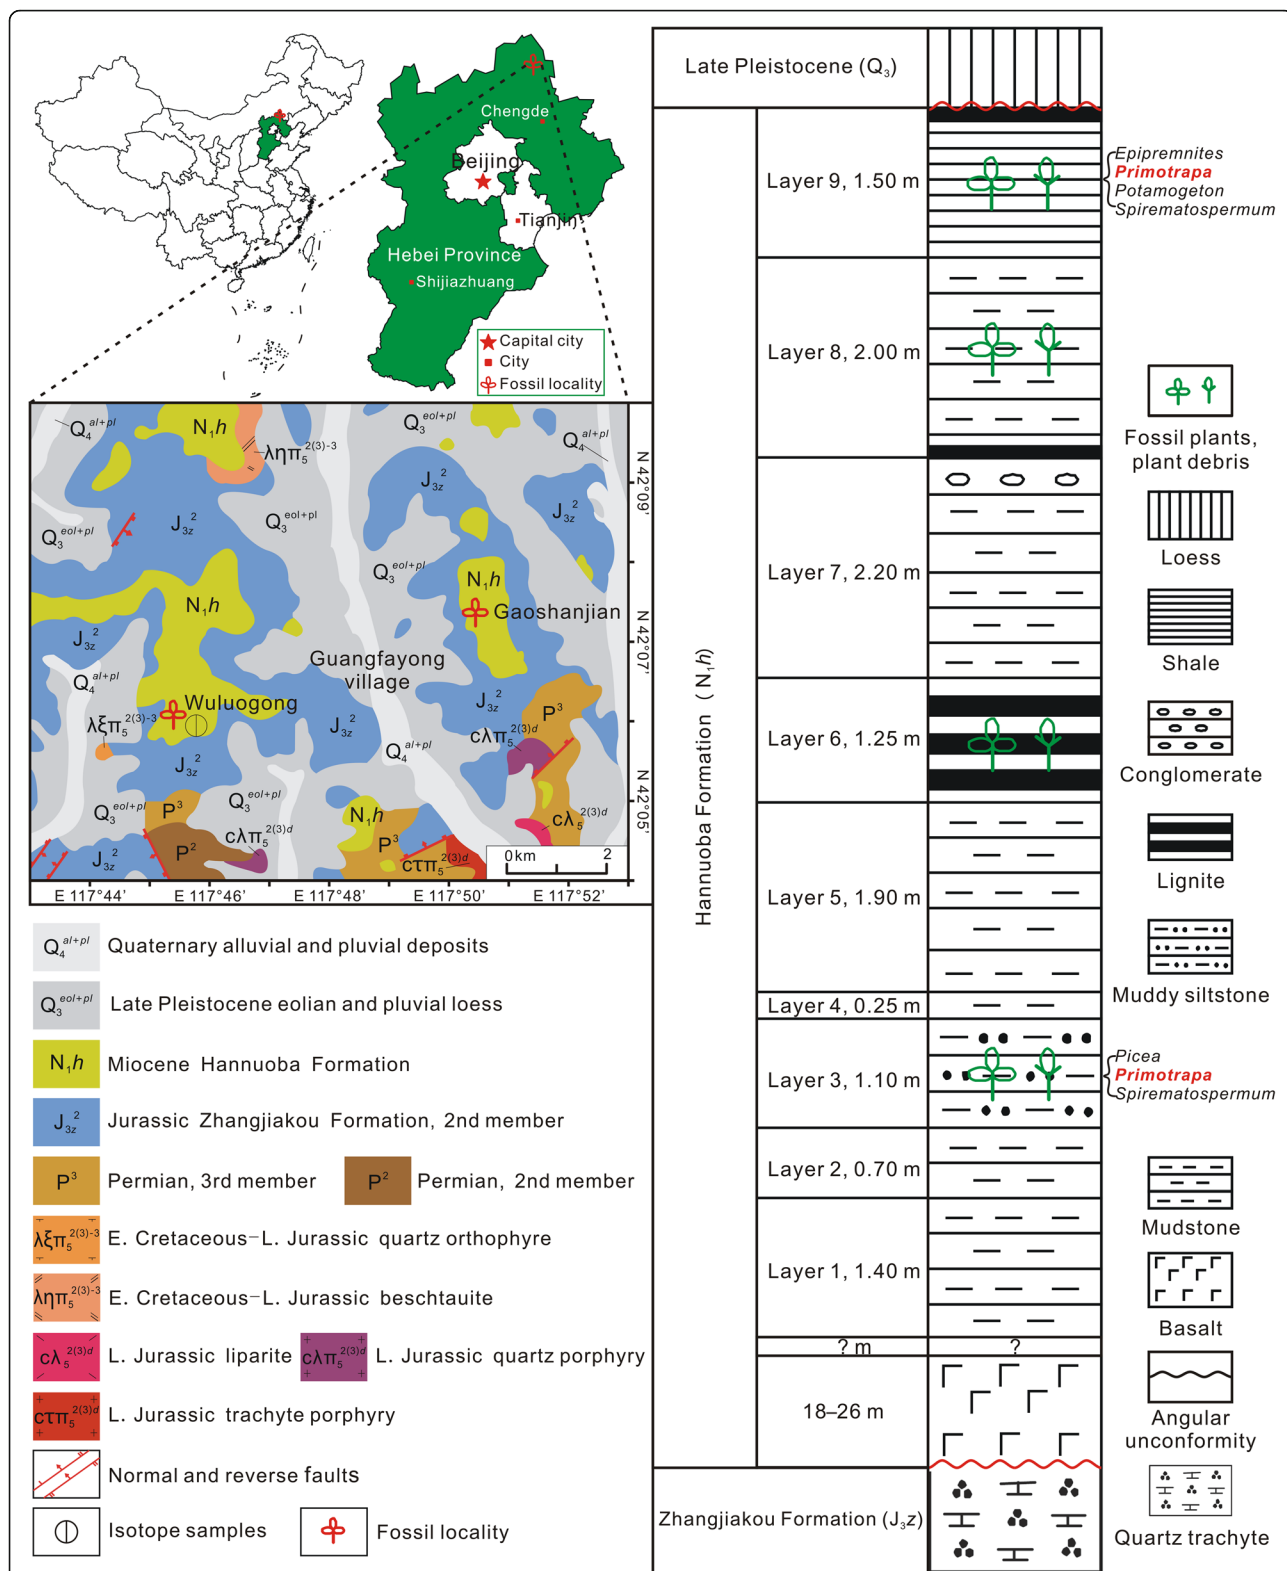 Chengde
Beijing
Tianjin
Hebei Province
Shijiazhuang
Capital city
City
Fossil locality
Q₄ᵃˡ⁺ᵖˡ
N₁h
Q₃ᵉᵒˡ⁺ᵖˡ
Q₄ᵃˡ⁺ᵖˡ
ληπ₅²⁽³⁾⁻³
J₃z²
J₃z²
J₃z²
Q₃ᵉᵒˡ⁺ᵖˡ
Q₃ᵉᵒˡ⁺ᵖˡ
Q₃ᵉᵒˡ⁺ᵖˡ
N₁h
N₁h
Gaoshanjian
J₃z²
Guangfayong
village
Q₄ᵃˡ⁺ᵖˡ
Wuluogong
λξπ₅²⁽³⁾⁻³
J₃z²
J₃z²
P³
cλπ₅²⁽³⁾ᵈ
Q₄ᵃˡ⁺ᵖˡ
J₃z²
Q₃ᵉᵒˡ⁺ᵖˡ
P³
Q₃ᵉᵒˡ⁺ᵖˡ
N₁h
cλ₅²⁽³⁾ᵈ
cλπ₅²⁽³⁾ᵈ
P³
J₃z²
P²
cτπ₅²⁽³⁾ᵈ
0 km 2
N 42°09'
N 42°07'
N 42°05'
E 117°44' E 117°46' E 117°48' E 117°50' E 117°52'
Q₄ᵃˡ⁺ᵖˡ Quaternary alluvial and pluvial deposits
Q₃ᵉᵒˡ⁺ᵖˡ Late Pleistocene eolian and pluvial loess
N₁h Miocene Hannuoba Formation
J₃z² Jurassic Zhangjiakou Formation, 2nd member
P³ Permian, 3rd member P² Permian, 2nd member
λξπ₅²⁽³⁾⁻³ E. Cretaceous–L. Jurassic quartz orthophyre
ληπ₅²⁽³⁾⁻³ E. Cretaceous–L. Jurassic beschtauite
cλ₅²⁽³⁾ᵈ L. Jurassic liparite cλπ₅²⁽³⁾ᵈ L. Jurassic quartz porphyry
cτπ₅²⁽³⁾ᵈ L. Jurassic trachyte porphyry
Normal and reverse faults
Isotope samples Fossil locality
Late Pleistocene (Q₃)
Hannuoba Formation ( N₁h)
Layer 9, 1.50 m
Epipremnites
Primotrapa
Potamogeton
Spirematospermum
Layer 8, 2.00 m
Layer 7, 2.20 m
Layer 6, 1.25 m
Layer 5, 1.90 m
Layer 4, 0.25 m
Layer 3, 1.10 m
Picea
Primotrapa
Spirematospermum
Layer 2, 0.70 m
Layer 1, 1.40 m
? m ?
18–26 m
Zhangjiakou Formation (J₃z)
Fossil plants,
plant debris
Loess
Shale
Conglomerate
Lignite
Muddy siltstone
Mudstone
Basalt
Angular
unconformity
Quartz trachyte